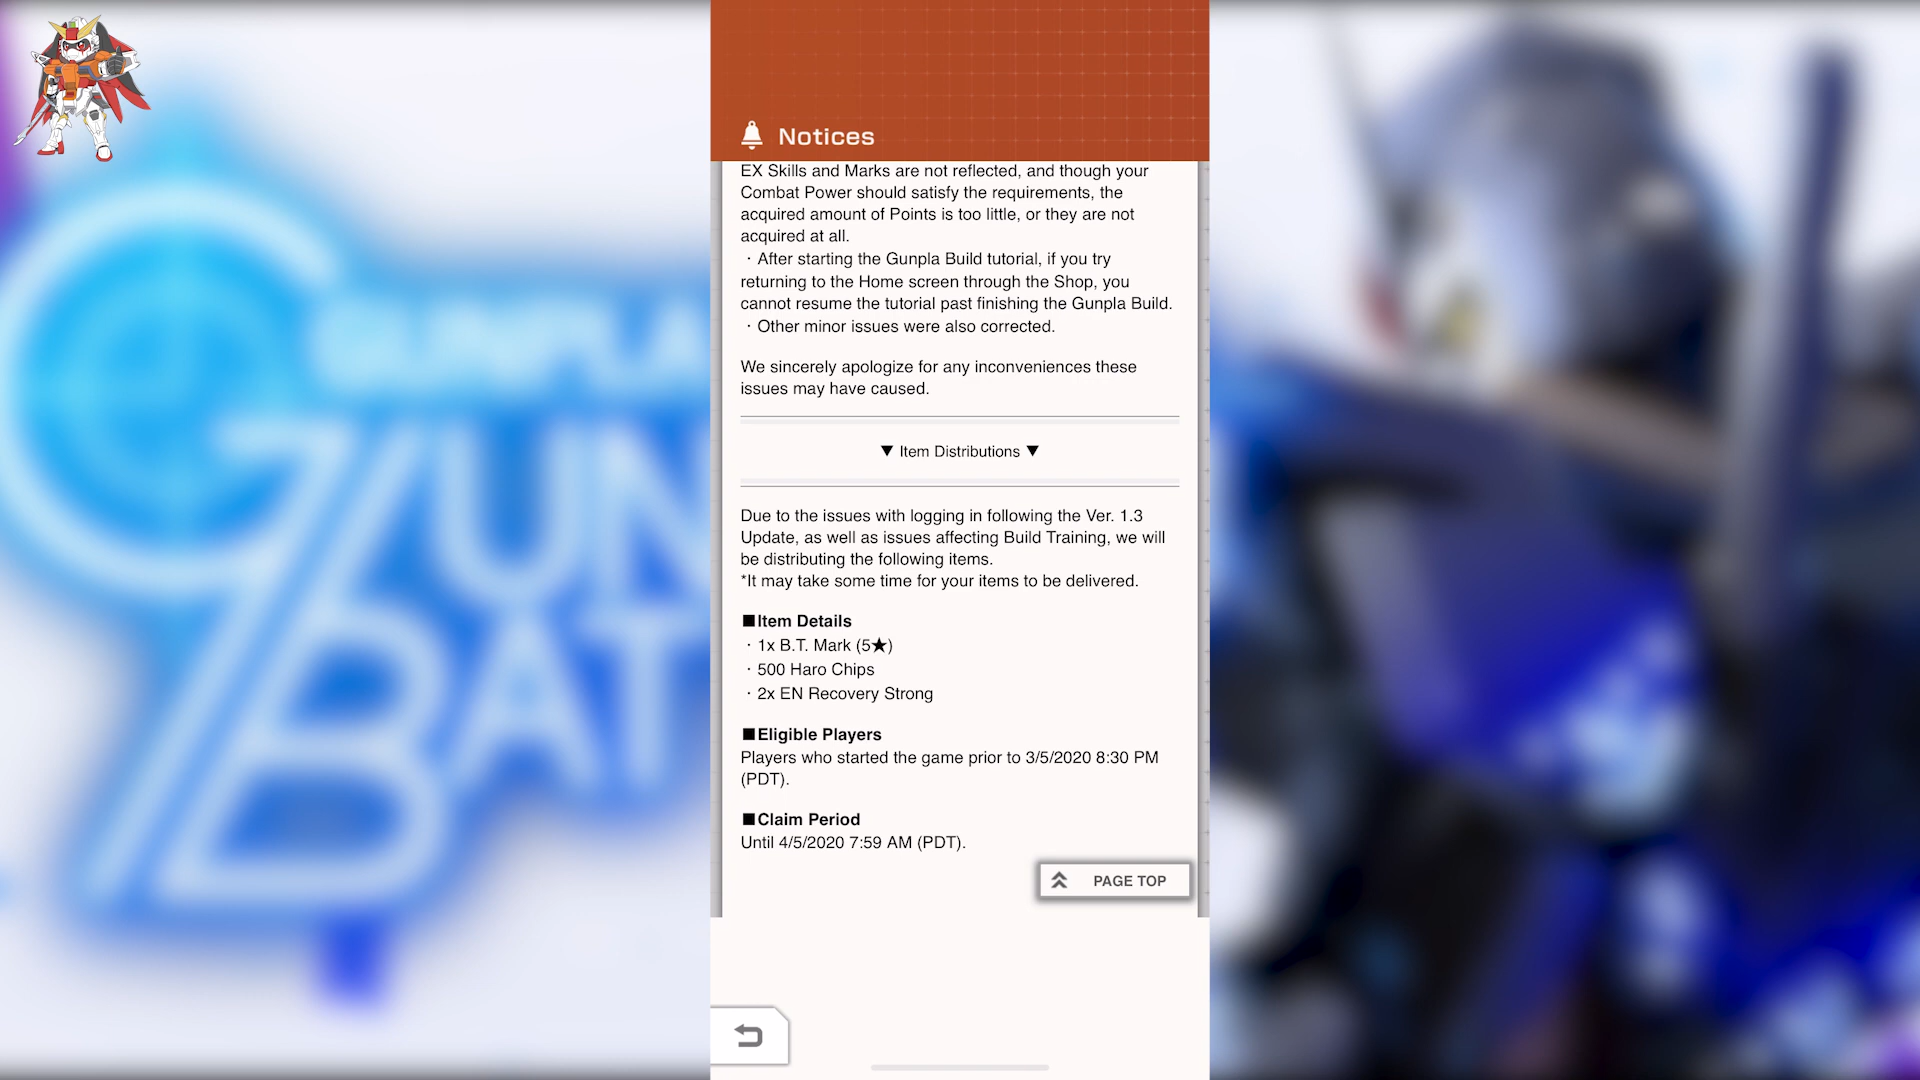 Notices
EX Skills and Marks are not reflected, and though your
Combat Power should satisfy the requirements, the
acquired amount of Points is too little, or they are not
acquired at all.
・After starting the Gunpla Build tutorial, if you try
returning to the Home screen through the Shop, you
cannot resume the tutorial past finishing the Gunpla Build.
・Other minor issues were also corrected.
We sincerely apologize for any inconveniences these
issues may have caused.
▼ Item Distributions ▼
Due to the issues with logging in following the Ver. 1.3
Update, as well as issues affecting Build Training, we will
be distributing the following items.
*It may take some time for your items to be delivered.
■Item Details
・1x B.T. Mark (5★)
・500 Haro Chips
・2x EN Recovery Strong
■Eligible Players
Players who started the game prior to 3/5/2020 8:30 PM
(PDT).
■Claim Period
Until 4/5/2020 7:59 AM (PDT).
PAGE TOP
GUNPLA
GUN
BAT